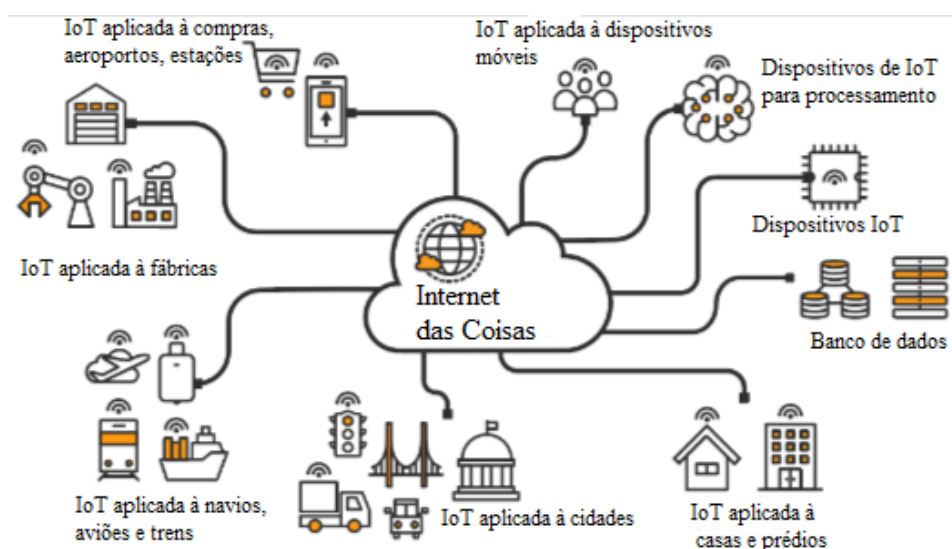 IoT aplicada à compras,
aeroportos, estações
IoT aplicada à dispositivos
móveis
Dispositivos de IoT
para processamento
Dispositivos IoT
IoT aplicada à fábricas
Internet
das Coisas
Banco de dados
IoT aplicada à navios,
aviões e trens
IoT aplicada à cidades
IoT aplicada à
casas e prédios